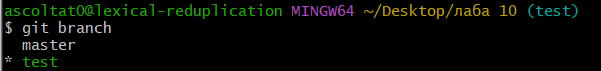 ascoltat0@lexical-reduplication MINGW64 ~/Desktop/лаба 10 (test)
$ git branch
  master
* test